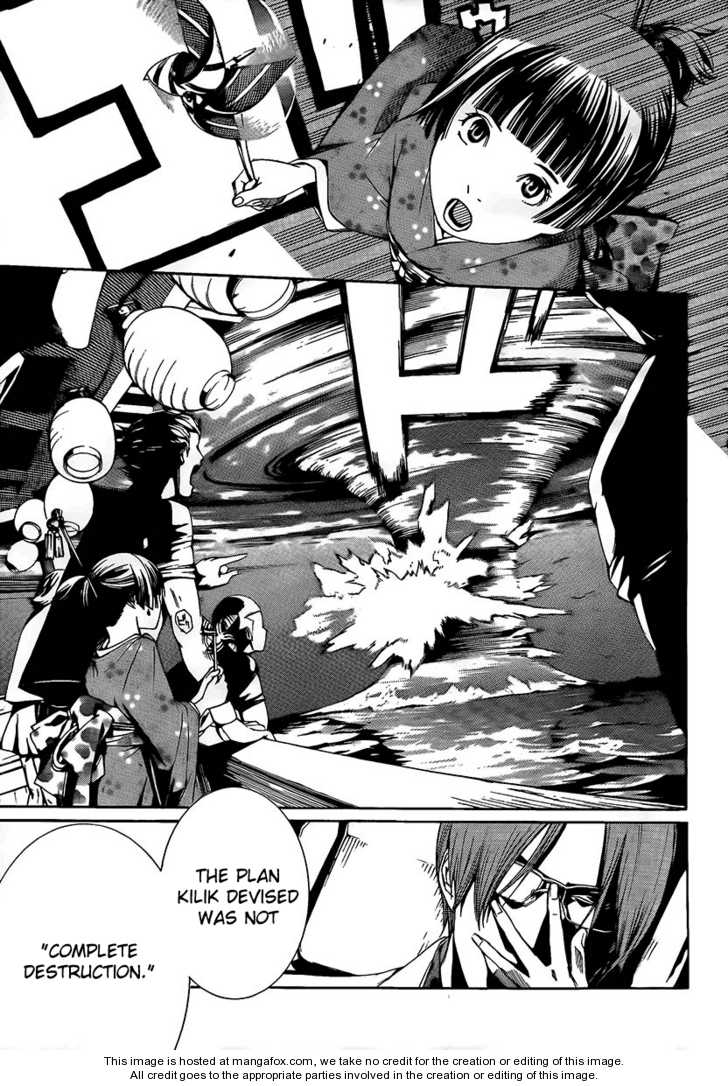 ド
THE PLAN
KILIK DEVISED
WAS NOT
"COMPLETE
DESTRUCTION."
This image is hosted at mangafox.com, we take no credit for the creation or editing of this image.
All credit goes to the appropriate parties involved in the creation or editing of this image.